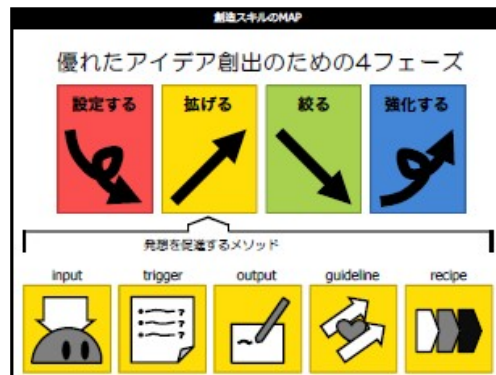 創造スキルのMAP
優れたアイデア創出のための4フェーズ
設定する
拡げる
絞る
強化する
発想を促進するメソッド
input
trigger
output
guideline
recipe